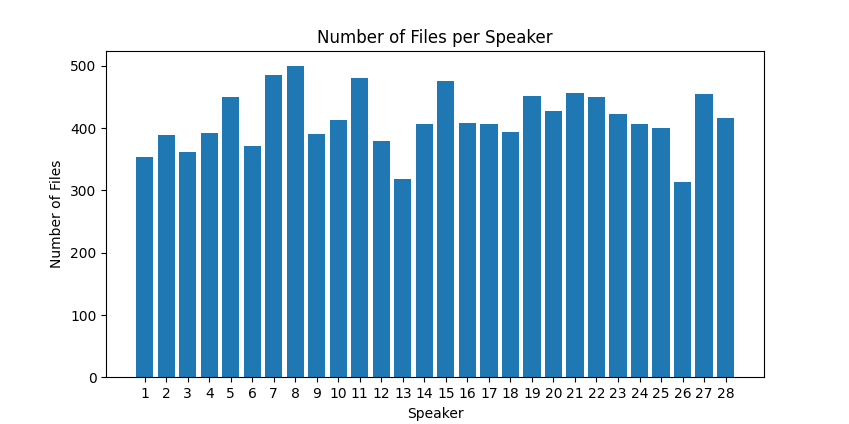 Number of Files per Speaker
Number of Files
500
400
300
200
100
0
1 2 3 4 5 6 7 8 9 10 11 12 13 14 15 16 17 18 19 20 21 22 23 24 25 26 27 28
Speaker